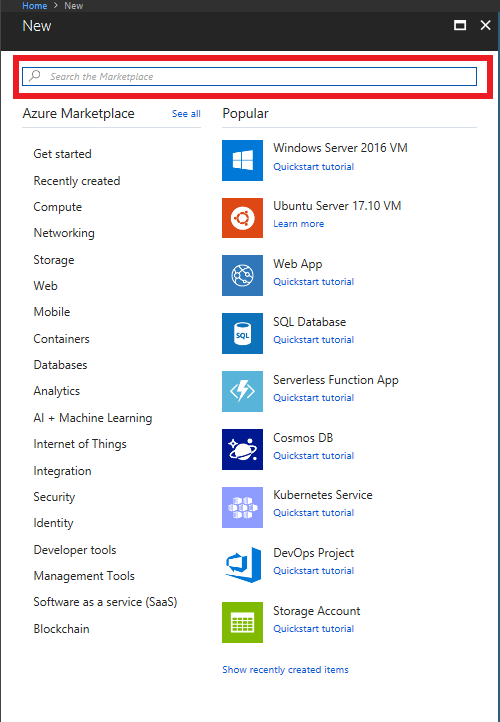 Home > New
New
Search the Marketplace
Azure Marketplace
See all
Popular
Get started
Recently created
Compute
Networking
Storage
Web
Mobile
Containers
Databases
Analytics
AI + Machine Learning
Internet of Things
Integration
Security
Identity
Developer tools
Management Tools
Software as a service (SaaS)
Blockchain
Windows Server 2016 VM
Quickstart tutorial
Ubuntu Server 17.10 VM
Learn more
Web App
Quickstart tutorial
SQL
SQL Database
Quickstart tutorial
Serverless Function App
Quickstart tutorial
Cosmos DB
Quickstart tutorial
Kubernetes Service
Quickstart tutorial
DevOps Project
Quickstart tutorial
Storage Account
Quickstart tutorial
Show recently created items